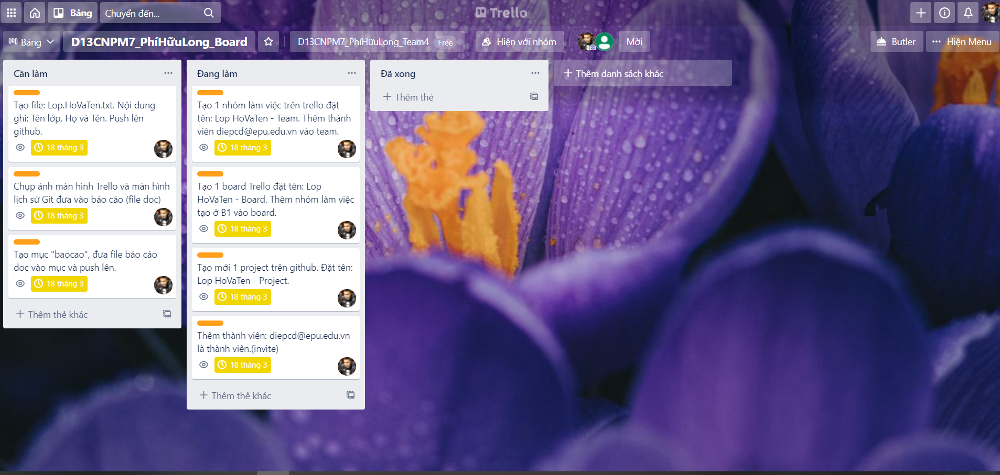 Bảng
Chuyển đến...
Trello
Bảng
D13CNPM7_PhíHữuLong_Board
D13CNPM7_PhíHữuLong_Team4 Free
Hiện với nhóm
Mời
Butler
Hiện Menu
Cần làm
Tạo file: Lop.HoVaTen.txt. Nội dung
ghi: Tên lớp, Họ và Tên. Push lên
github.
18 tháng 3
Chụp ảnh màn hình Trello và màn hình
lịch sử Git đưa vào báo cáo (file doc)
18 tháng 3
Tạo mục "baocao", đưa file báo cáo
doc vào mục và push lên.
18 tháng 3
Thêm thẻ khác
Đang làm
Tạo 1 nhóm làm việc trên trello đặt
tên: Lop HoVaTen - Team. Thêm thành
viên diepcd@epu.edu.vn vào team.
18 tháng 3
Tạo 1 board Trello đặt tên: Lop
HoVaTen - Board. Thêm nhóm làm việc
tạo ở B1 vào board.
18 tháng 3
Tạo mới 1 project trên github. Đặt tên:
Lop HoVaTen - Project.
18 tháng 3
Thêm thành viên: diepcd@epu.edu.vn
là thành viên.(invite)
18 tháng 3
Thêm thẻ khác
Đã xong
Thêm thẻ
Thêm danh sách khác